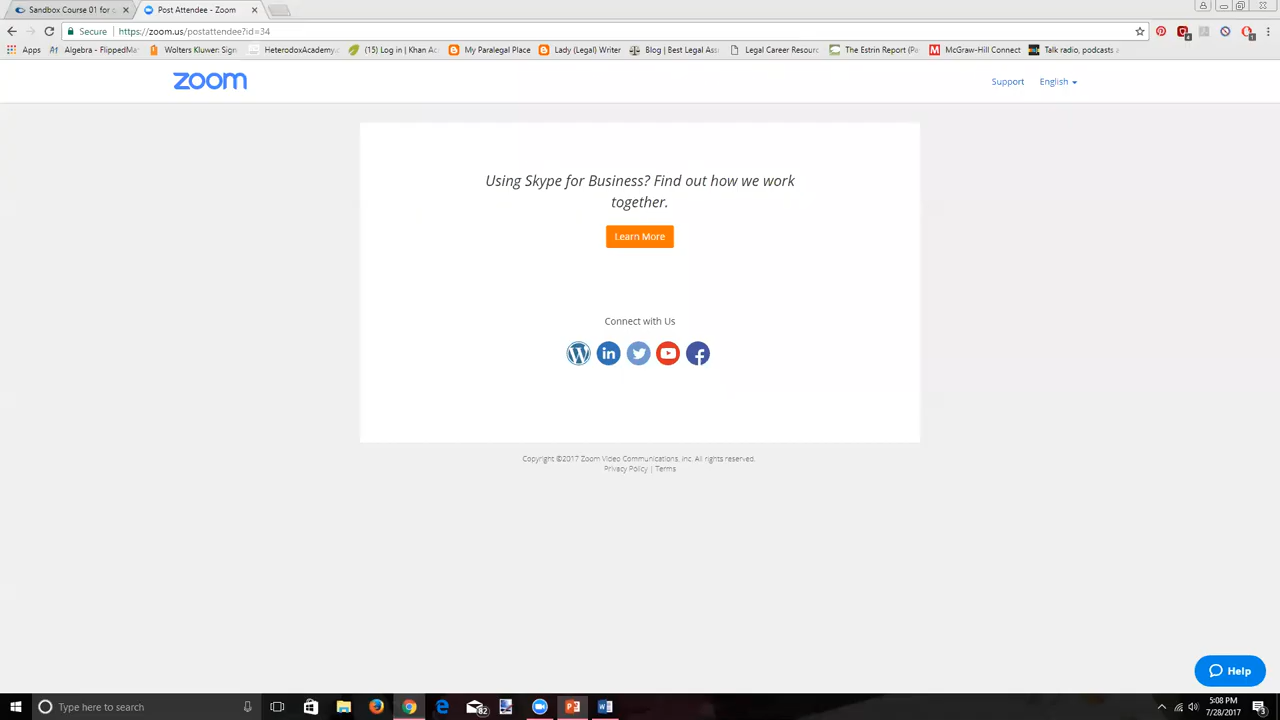 Sandbox Course 01 for
Post Attendee - Zoom
Secure
https://zoom.us/postattendee?id=34
Apps
Algebra - FlippedMa
Wolters Kluwer: Sign
HeterodoxAcademy
(15) Log in | Khan Ac
My Paralegal Place
Lady (Legal) Writer
Blog | Best Legal Ass
Legal Career Resourc
The Estrin Report (Pa
McGraw-Hill Connect
Talk radio, podcasts
zoom
Support
English
Using Skype for Business? Find out how we work
together.
Learn More
Connect with Us
Copyright ©2017 Zoom Video Communications, Inc. All rights reserved.
Privacy Policy | Terms
Help
Type here to search
82
5:08 PM
7/28/2017